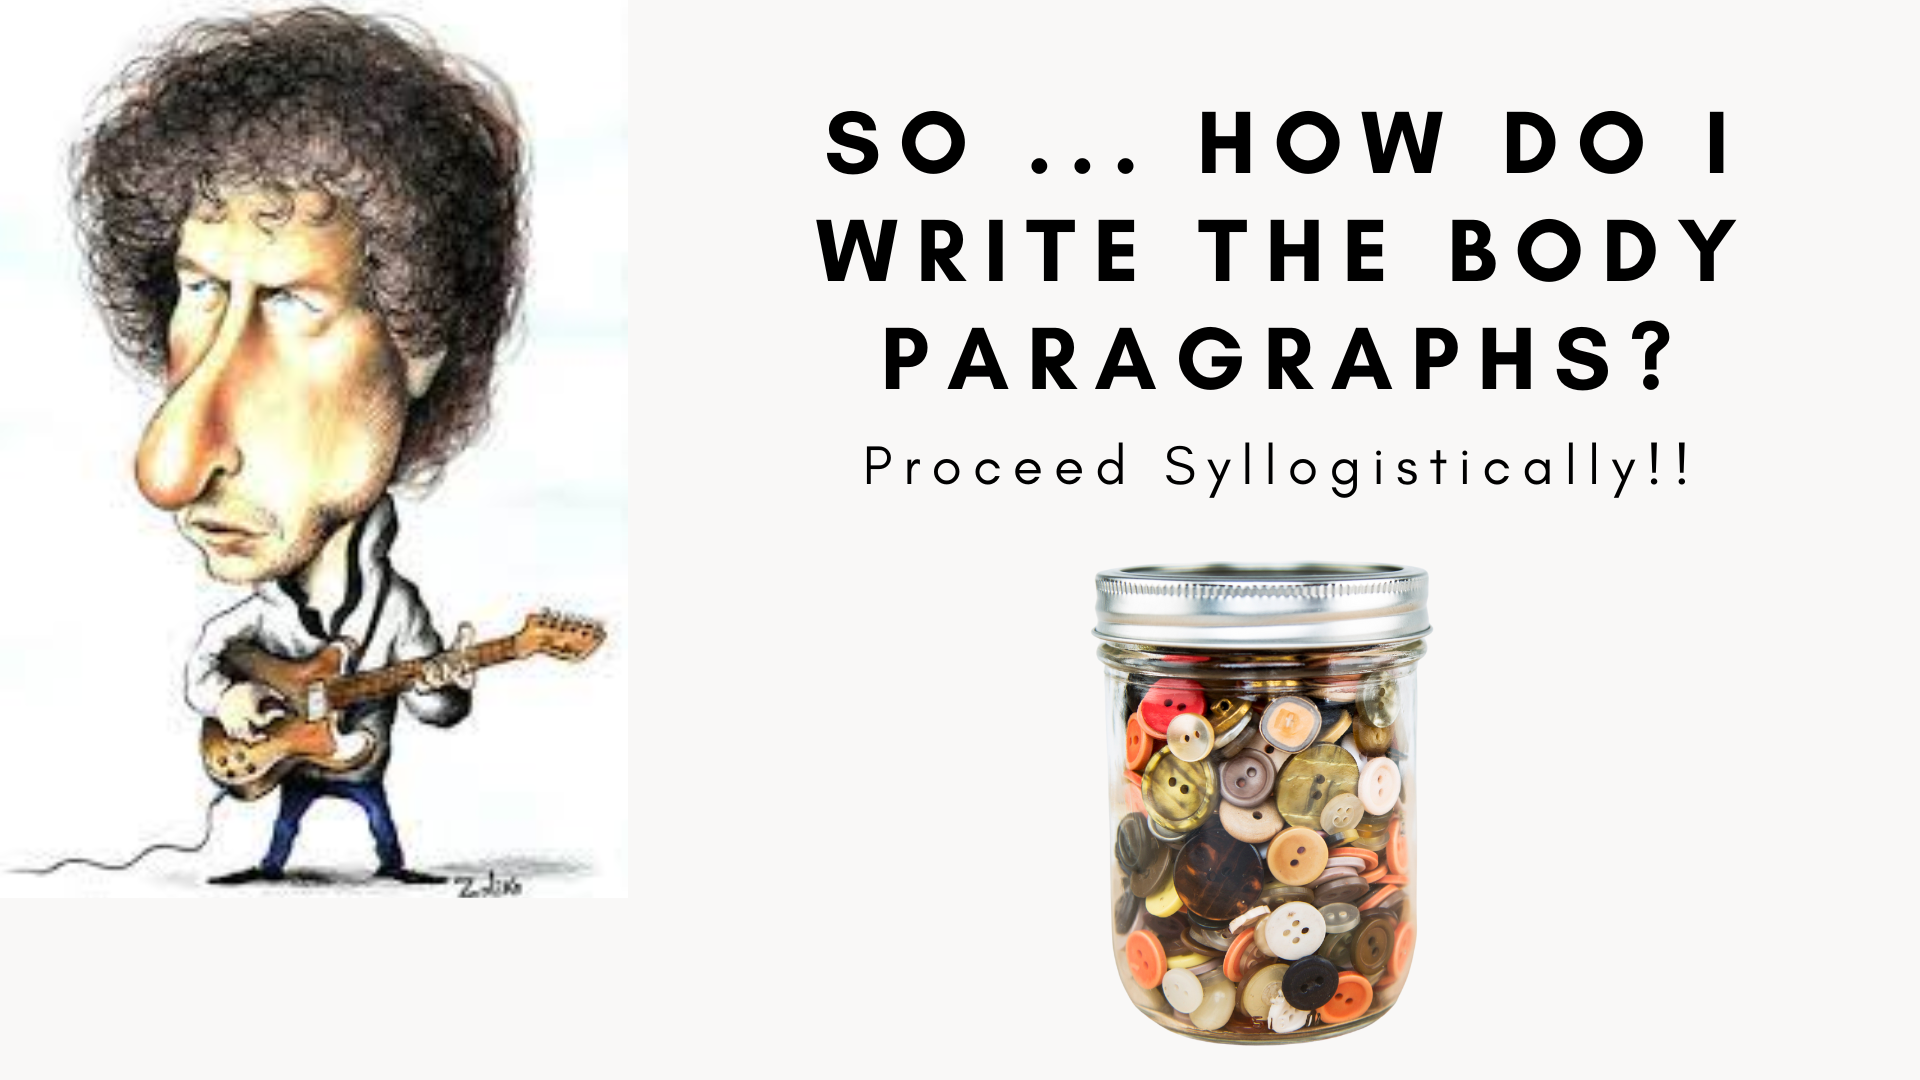 SO ... HOW DO I
WRITE THE BODY
PARAGRAPHS?
Proceed Syllogistically!!